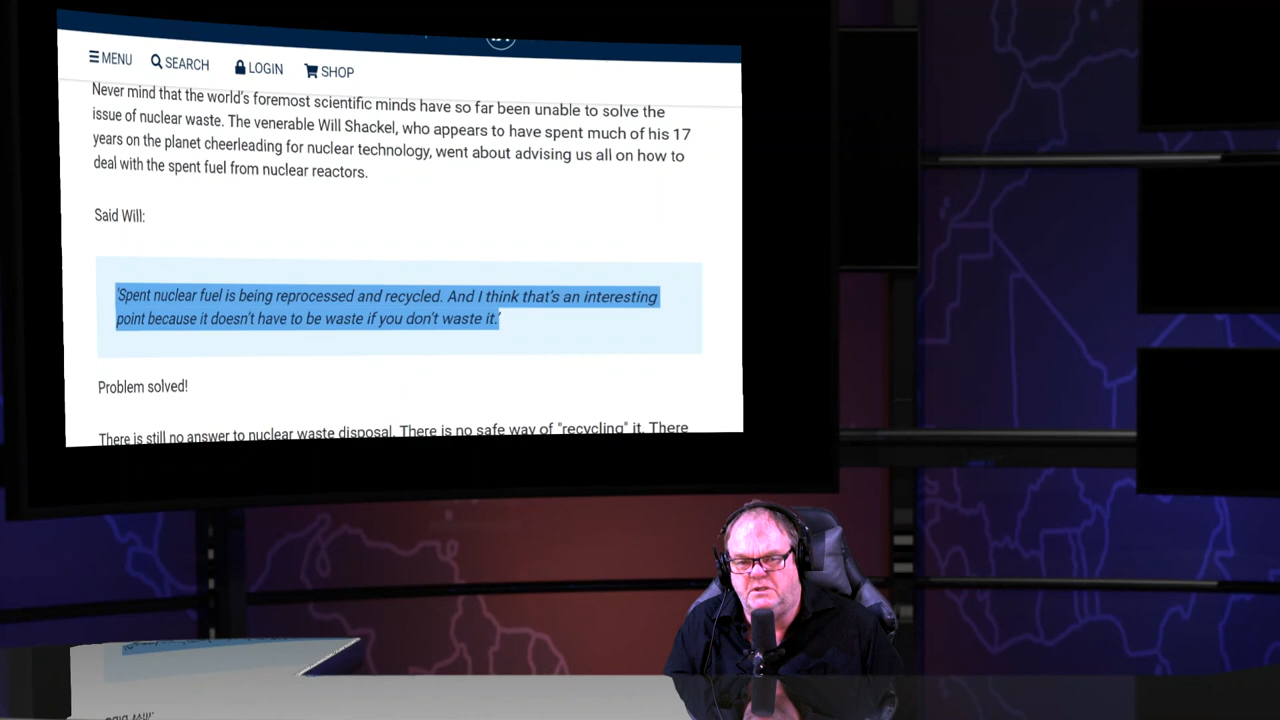 MENU SEARCH LOGIN SHOP
Never mind that the world's foremost scientific minds have so far been unable to solve the
issue of nuclear waste. The venerable Will Shackel, who appears to have spent much of his 17
years on the planet cheerleading for nuclear technology, went about advising us all on how to
deal with the spent fuel from nuclear reactors.
Said Will:
'Spent nuclear fuel is being reprocessed and recycled. And I think that's an interesting
point because it doesn't have to be waste if you don't waste it.'
Problem solved!
There is still no answer to nuclear waste disposal. There is no safe way of "recycling" it. There